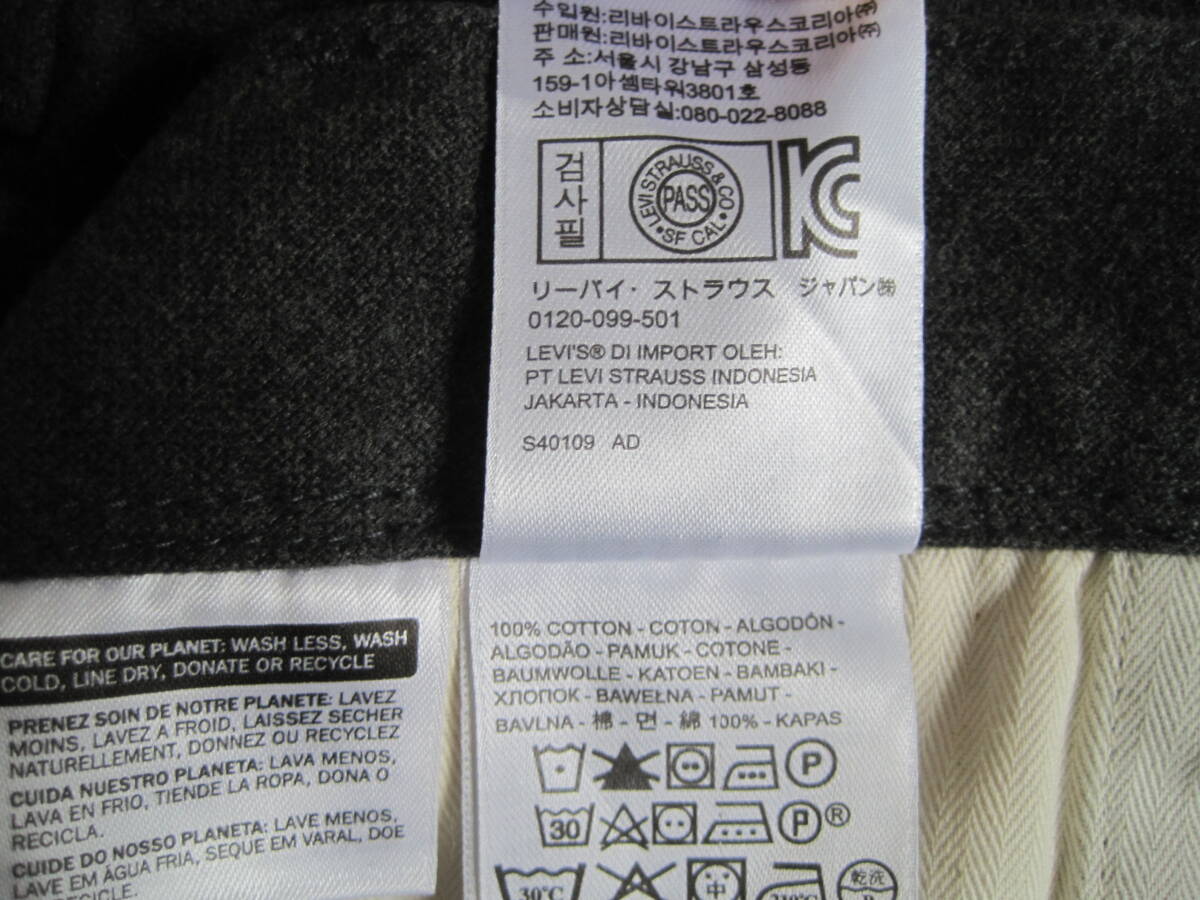 수입원:리바이스트라우스코리아㈜
판매원:리바이스트라우스코리아㈜
주 소:서울시 강남구 삼성동
159-1아셈타워3801호
소비자상담실:080-022-8088
검사필
LEVI STRAUSS & CO
PASS
SF CAL
KC
リーバイ・ストラウス ジャパン㈱
0120-099-501
LEVI'S® DI IMPORT OLEH:
PT LEVI STRAUSS INDONESIA
JAKARTA - INDONESIA
S40109 AD
CARE FOR OUR PLANET: WASH LESS, WASH
COLD, LINE DRY, DONATE OR RECYCLE
PRENEZ SOIN DE NOTRE PLANETE: LAVEZ
MOINS, LAVEZ A FROID, LAISSEZ SECHER
NATURELLEMENT, DONNEZ OU RECYCLEZ
CUIDA NUESTRO PLANETA: LAVA MENOS,
LAVA EN FRIO, TIENDE LA ROPA, DONA O
RECICLA.
CUIDE DO NOSSO PLANETA: LAVE MENOS,
LAVE EM ÁGUA FRIA, SEQUE EM VARAL, DOE
RECICLE.
100% COTTON - COTON - ALGODÓN -
ALGODÃO - PAMUK - COTONE -
BAUMWOLLE - KATOEN - BAMBAKI -
ХЛОПОК - BAWEŁNA - PAMUT -
BAVLNA - 棉 - 면 - 綿 100% - KAPAS
P
30 P ®
30°C 中 210°C 乾洗